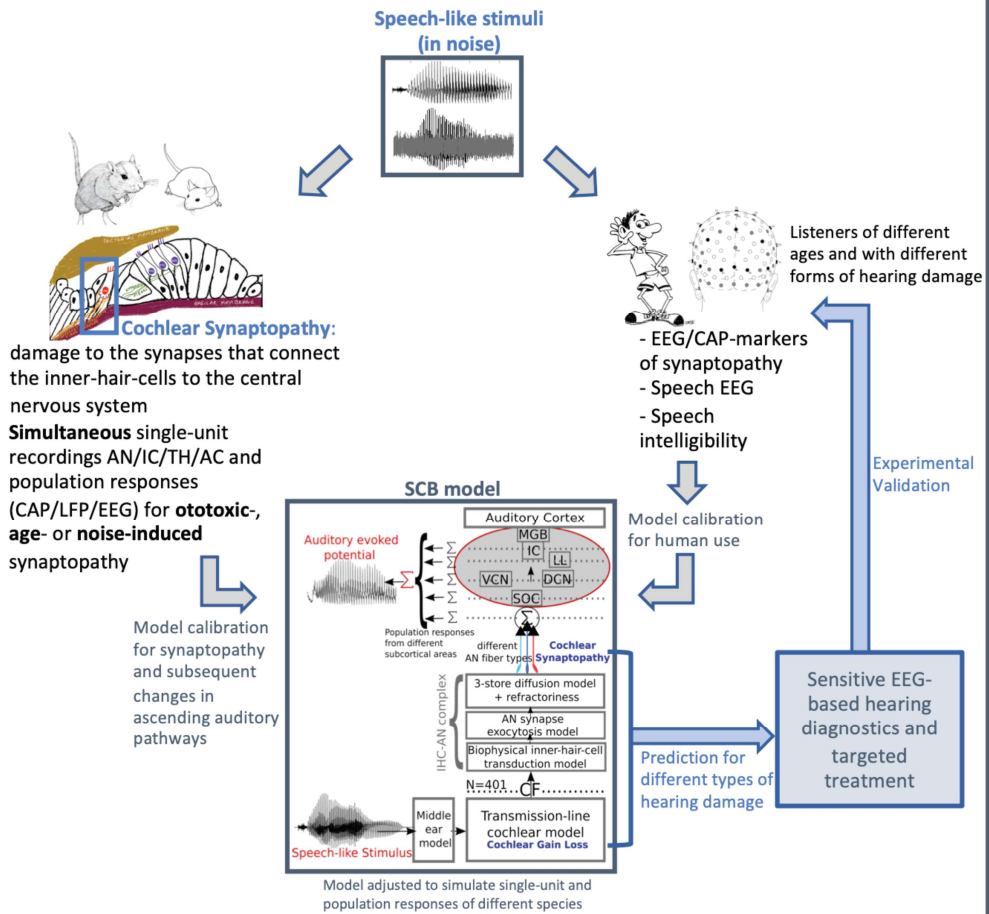 Speech-like stimuli
(in noise)
TECTORIAL MEMBRANE
BASILAR MEMBRANE
Cochlear Synaptopathy:
damage to the synapses that connect
the inner-hair-cells to the central
nervous system
Simultaneous single-unit
recordings AN/IC/TH/AC and
population responses
(CAP/LFP/EEG) for ototoxic-,
age- or noise-induced
synaptopathy
Model calibration
for synaptopathy
and subsequent
changes in
ascending auditory
pathways
Listeners of different
ages and with different
forms of hearing damage
- EEG/CAP-markers
of synaptopathy
- Speech EEG
- Speech
intelligibility
Model calibration
for human use
SCB model
Auditory Cortex
MGB
IC
LL
VCN
DCN
SOC
Σ
Auditory evoked
potential
Σ
Σ
Σ
Σ
Σ
Σ
Population responses
from different
subcortical areas
different
AN fiber types
Cochlear
Synaptopathy
IHC-AN complex
3-store diffusion model
+ refractoriness
AN synapse
exocytosis model
Biophysical inner-hair-cell
transduction model
N=401
CF
Middle
ear
model
Transmission-line
cochlear model
Cochlear Gain Loss
Speech-like Stimulus
Model adjusted to simulate single-unit and
population responses of different species
Prediction for
different types of
hearing damage
Sensitive EEG-
based hearing
diagnostics and
targeted
treatment
Experimental
Validation